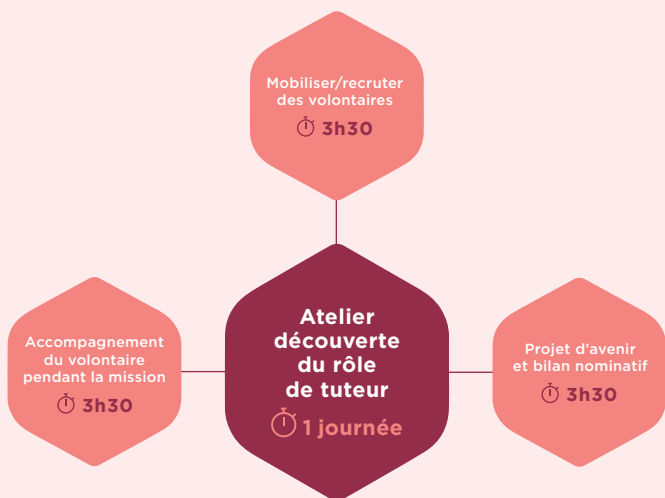 Mobiliser/recruter
des volontaires
3h30
Atelier
découverte
du rôle
de tuteur
1 journée
Accompagnement
du volontaire
pendant la mission
3h30
Projet d’avenir
et bilan nominatif
3h30